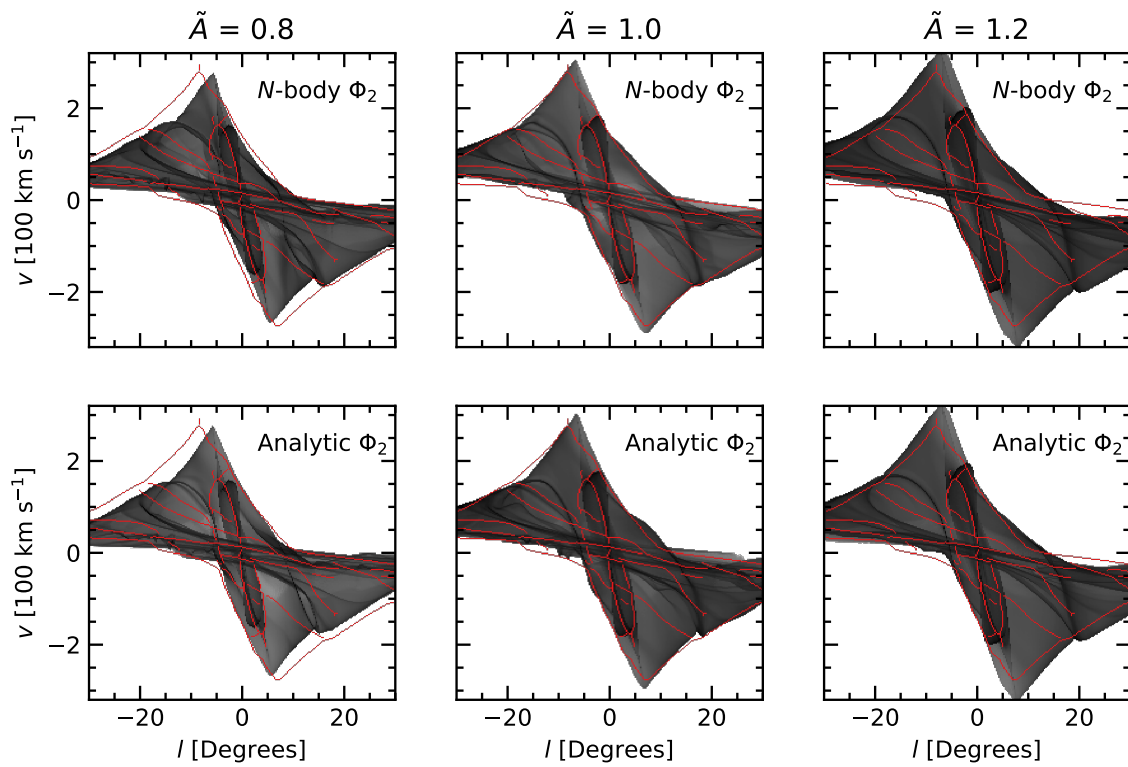 Ã = 0.8 Ã = 1.0 Ã = 1.2
N-body Φ₂ N-body Φ₂ N-body Φ₂
v [100 km s⁻¹]
2
0
−2
Analytic Φ₂ Analytic Φ₂ Analytic Φ₂
v [100 km s⁻¹]
2
0
−2
−20 0 20 −20 0 20 −20 0 20
l [Degrees] l [Degrees] l [Degrees]